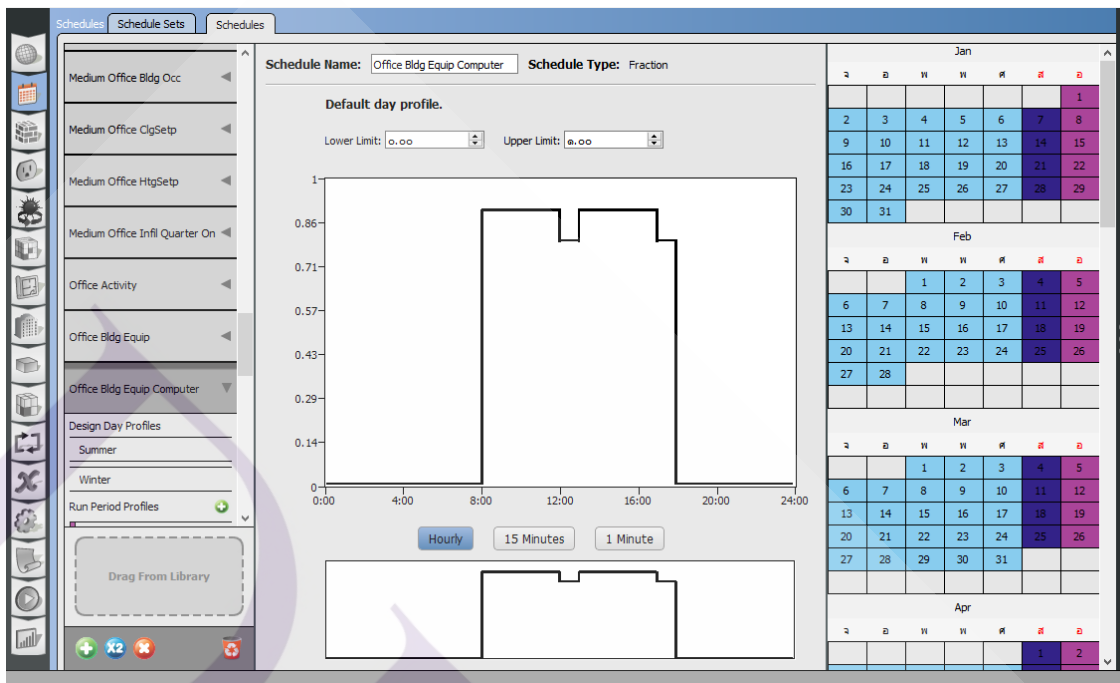 Schedules Schedule Sets Schedules
Medium Office Bldg Occ
Medium Office ClgSetp
Medium Office HtgSetp
Medium Office Infil Quarter On
Office Activity
Office Bldg Equip
Office Bldg Equip Computer
Design Day Profiles
Summer
Winter
Run Period Profiles
Drag From Library
X2
Schedule Name: Office Bldg Equip Computer Schedule Type: Fraction
Default day profile.
Lower Limit: ๐.๐๐ Upper Limit: ๑.๐๐
1
0.86
0.71
0.57
0.43
0.29
0.14
0
0:00 4:00 8:00 12:00 16:00 20:00 24:00
Hourly 15 Minutes 1 Minute
Jan
จ อ พ พ ศ ส อ
1
2 3 4 5 6 7 8
9 10 11 12 13 14 15
16 17 18 19 20 21 22
23 24 25 26 27 28 29
30 31
Feb
จ อ พ พ ศ ส อ
1 2 3 4 5
6 7 8 9 10 11 12
13 14 15 16 17 18 19
20 21 22 23 24 25 26
27 28
Mar
จ อ พ พ ศ ส อ
1 2 3 4 5
6 7 8 9 10 11 12
13 14 15 16 17 18 19
20 21 22 23 24 25 26
27 28 29 30 31
Apr
จ อ พ พ ศ ส อ
1 2